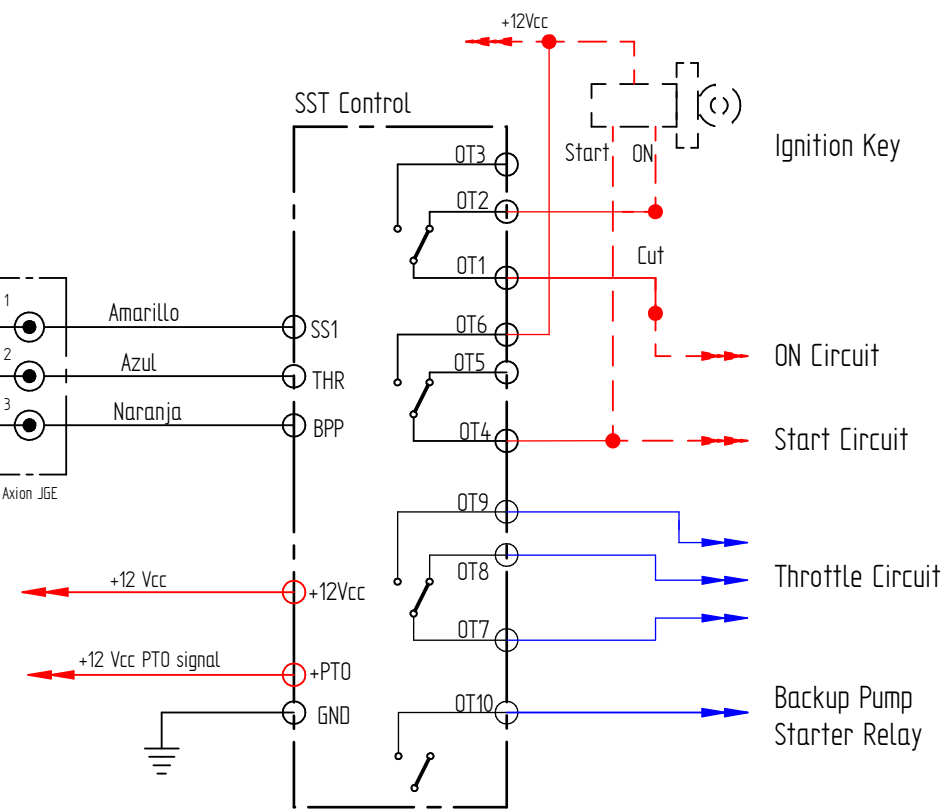 +12Vcc
SST Control
Ignition Key
Start
ON
OT3
OT2
OT1
Cut
1
Amarillo
SS1
OT6
ON Circuit
2
Azul
THR
OT5
3
Naranja
BPP
OT4
Start Circuit
Axion JGE
OT9
+12 Vcc
+12Vcc
OT8
Throttle Circuit
OT7
+12 Vcc PTO signal
+PTO
GND
OT10
Backup Pump
Starter Relay